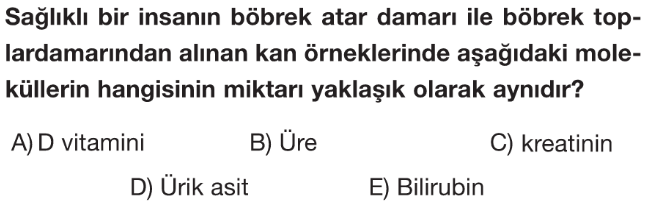 Sağlıklı bir insanın böbrek atar damarı ile böbrek top-
lardamarından alınan kan örneklerinde aşağıdaki mole-
küllerin hangisinin miktarı yaklaşık olarak aynıdır?
A) D vitamini B) Üre C) kreatinin
D) Ürik asit E) Bilirubin